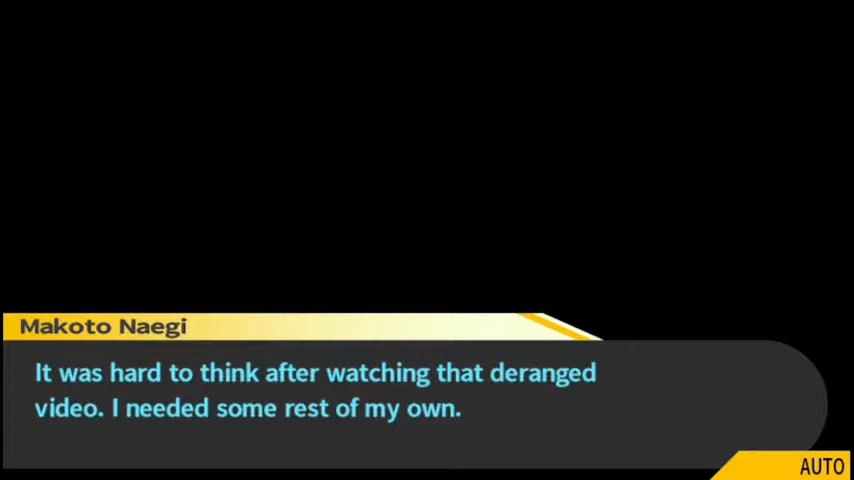 Makoto Naegi
It was hard to think after watching that deranged
video. I needed some rest of my own.
AUTO